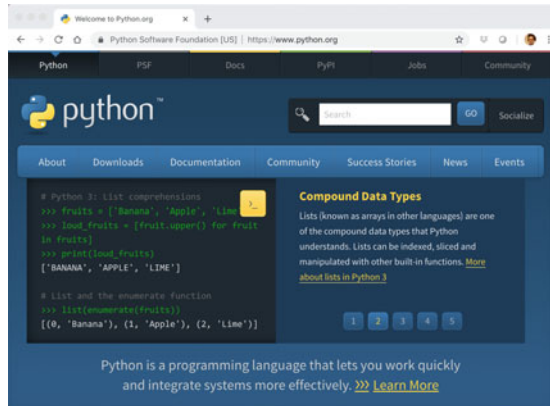 Welcome to Python.org
Python Software Foundation [US] | https://www.python.org
Python PSF Docs PyPI Jobs Community
python™
Search GO Socialize
About Downloads Documentation Community Success Stories News Events
# Python 3: List comprehensions
>>> fruits = ['Banana', 'Apple', 'Lime
>>> loud_fruits = [fruit.upper() for fruit
in fruits]
>>> print(loud_fruits)
['BANANA', 'APPLE', 'LIME']
# List and the enumerate function
>>> list(enumerate(fruits))
[(0, 'Banana'), (1, 'Apple'), (2, 'Lime')]
>_
Compound Data Types
Lists (known as arrays in other languages) are one
of the compound data types that Python
understands. Lists can be indexed, sliced and
manipulated with other built-in functions. More
about lists in Python 3
1 2 3 4 5
Python is a programming language that lets you work quickly
and integrate systems more effectively. >>> Learn More